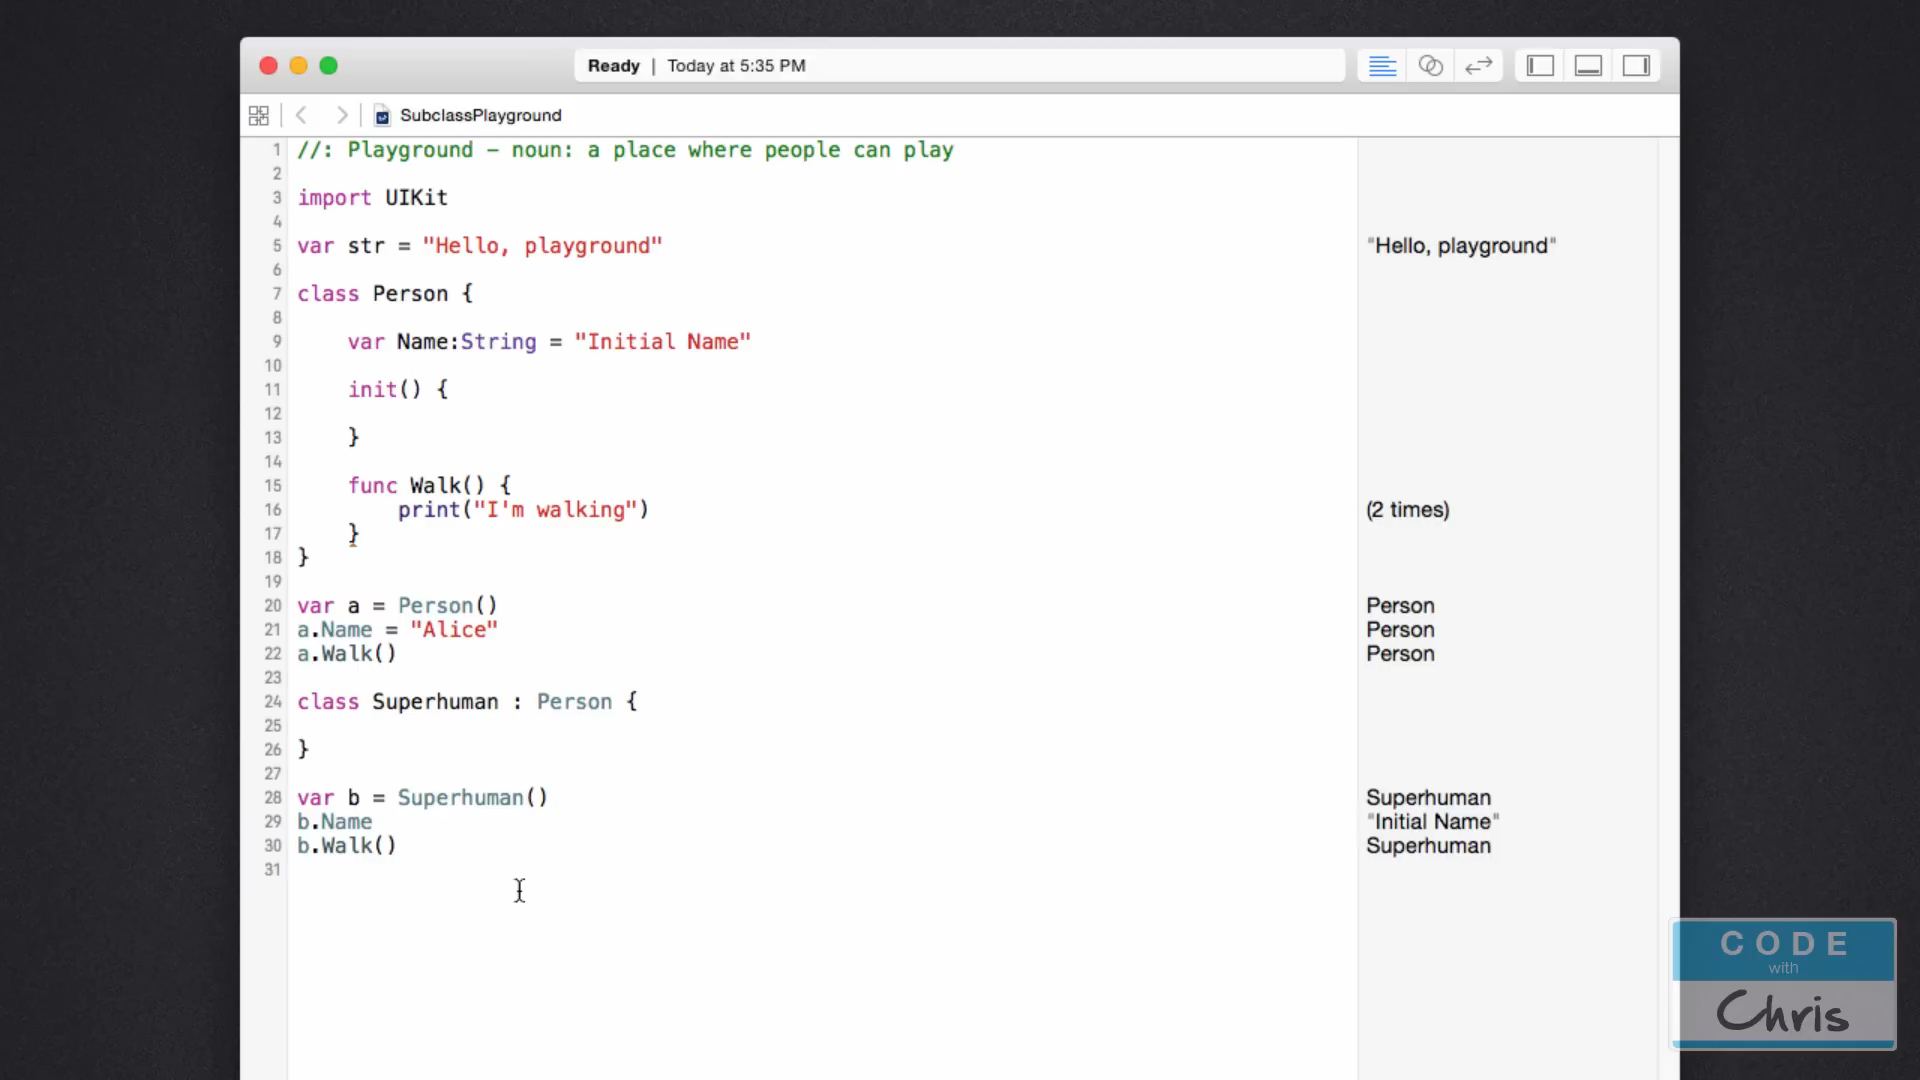 Ready | Today at 5:35 PM
SubclassPlayground
1 //: Playground - noun: a place where people can play
2
3 import UIKit
4
5 var str = "Hello, playground" "Hello, playground"
6
7 class Person {
8
9 var Name:String = "Initial Name"
10
11 init() {
12
13 }
14
15 func Walk() {
16 print("I'm walking") (2 times)
17 }
18 }
19
20 var a = Person() Person
21 a.Name = "Alice" Person
22 a.Walk() Person
23
24 class Superhuman : Person {
25
26 }
27
28 var b = Superhuman() Superhuman
29 b.Name "Initial Name"
30 b.Walk() Superhuman
31
CODE
with
Chris